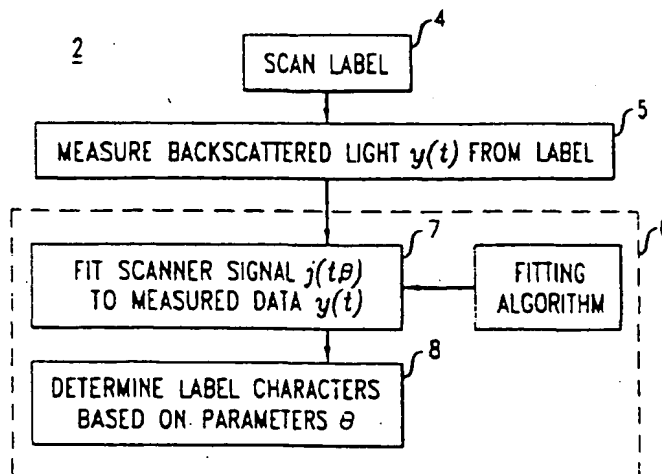 2
4
SCAN LABEL
5
MEASURE BACKSCATTERED LIGHT y(t) FROM LABEL
6
7
FIT SCANNER SIGNAL j(t,θ)
TO MEASURED DATA y(t)
FITTING
ALGORITHM
8
DETERMINE LABEL CHARACTERS
BASED ON PARAMETERS θ